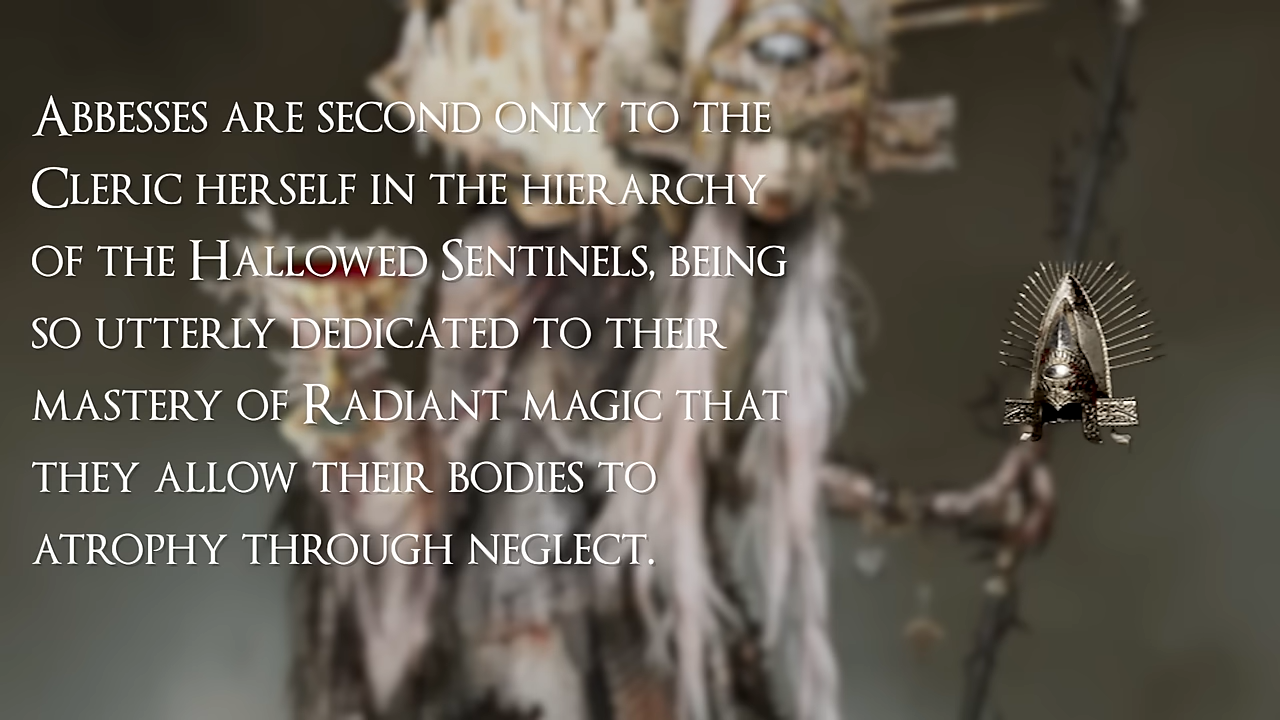 Abbesses are second only to the
Cleric herself in the hierarchy
of the Hallowed Sentinels, being
so utterly dedicated to their
mastery of Radiant magic that
they allow their bodies to
atrophy through neglect.